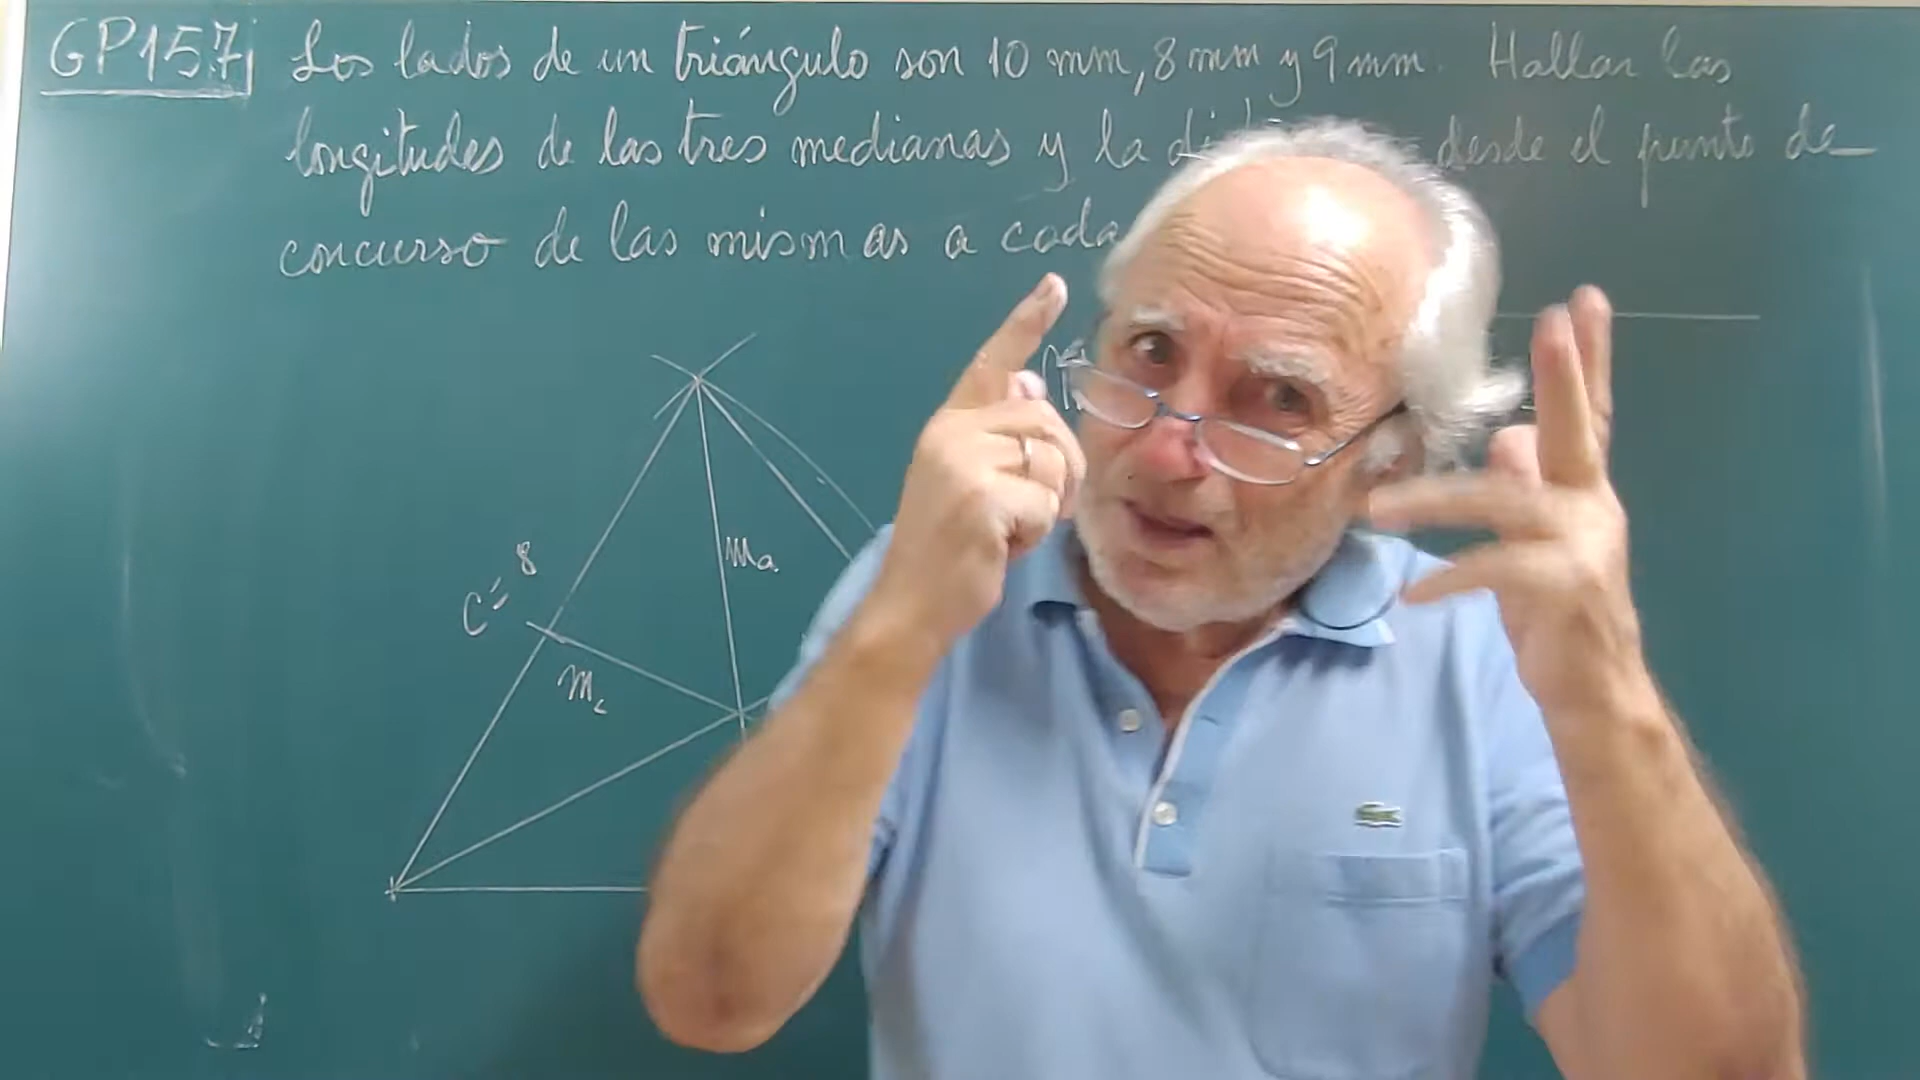 GP157 Los lados de un triángulo son 10 mm, 8 mm y 9 mm. Hallar las
longitudes de las tres medianas y la desde el punto de
concurso de las mismas a cada
8
ma
C'
mc